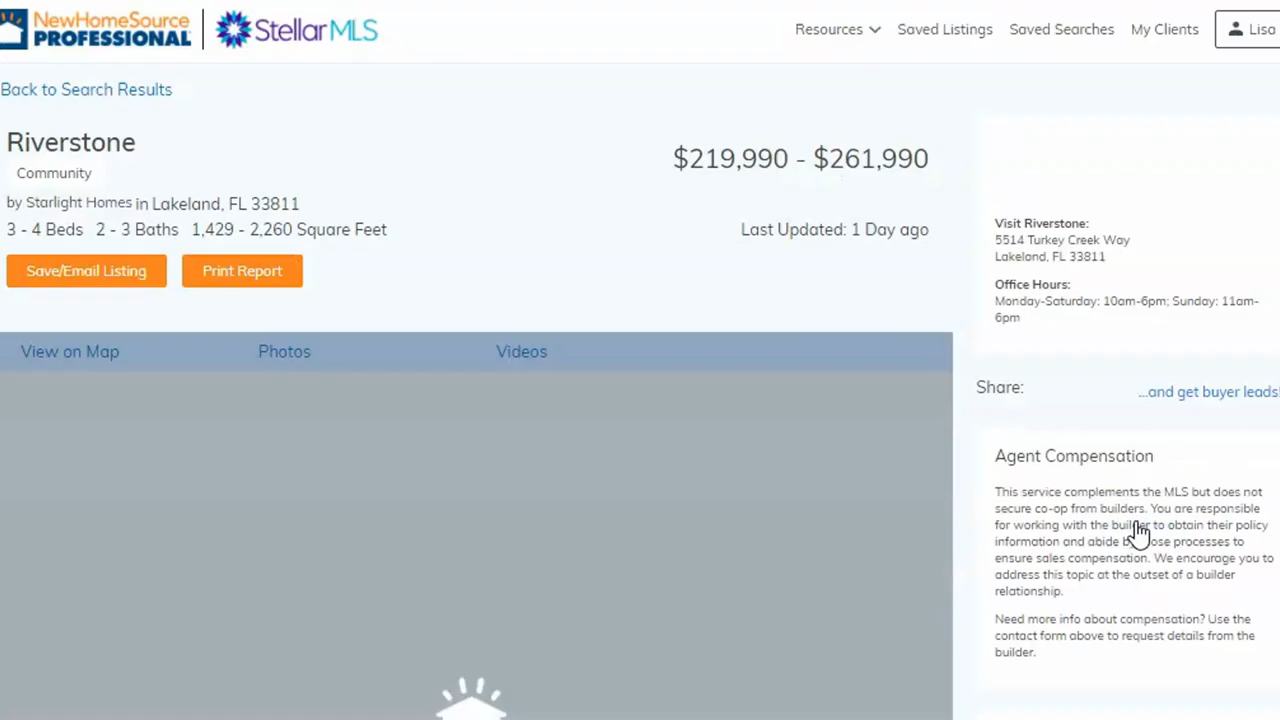 NewHomeSource
PROFESSIONAL
StellarMLS
Resources
Saved Listings
Saved Searches
My Clients
Lisa
Back to Search Results
Riverstone
$219,990 - $261,990
Community
by Starlight Homes in Lakeland, FL 33811
3 - 4 Beds 2 - 3 Baths 1,429 - 2,260 Square Feet
Last Updated: 1 Day ago
Save/Email Listing
Print Report
View on Map
Photos
Videos
Visit Riverstone:
5514 Turkey Creek Way
Lakeland, FL 33811
Office Hours:
Monday-Saturday: 10am-6pm; Sunday: 11am-
6pm
Share:
...and get buyer leads!
Agent Compensation
This service complements the MLS but does not
secure co-op from builders. You are responsible
for working with the builder to obtain their policy
information and abide by those processes to
ensure sales compensation. We encourage you to
address this topic at the outset of a builder
relationship.
Need more info about compensation? Use the
contact form above to request details from the
builder.